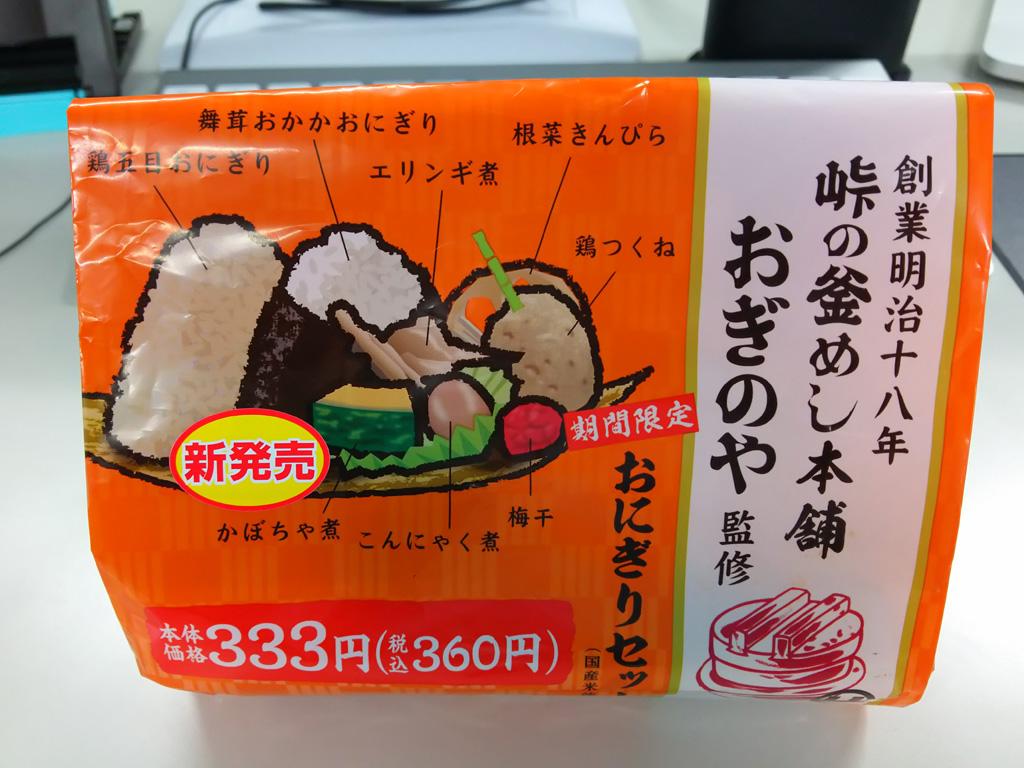 創業明治十八年
峠の釜めし本舗
おぎのや監修
舞茸おかかおにぎり
根菜きんぴら
鶏五目おにぎり
エリンギ煮
鶏つくね
期間限定
新発売
おにぎりセッ
(国産米
かぼちゃ煮
こんにゃく煮
梅干
本体価格333円(税込360円)